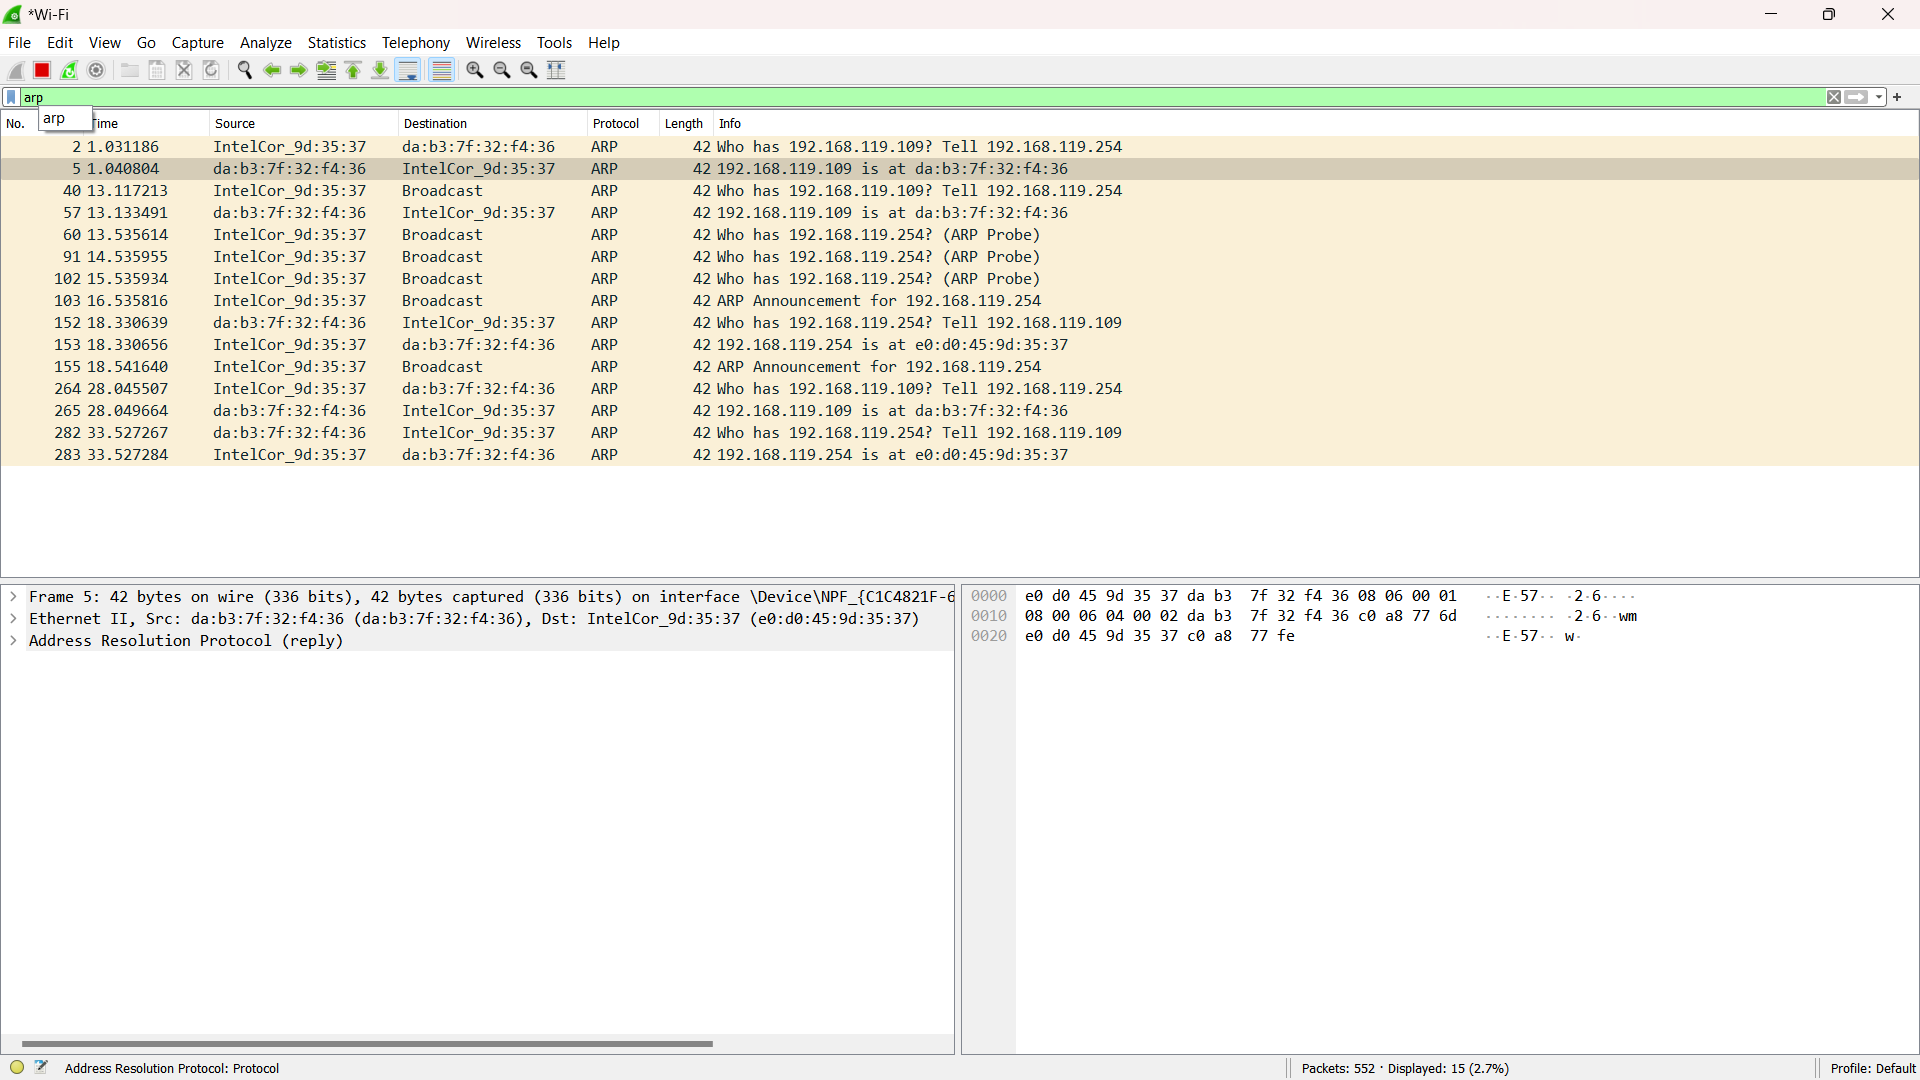 *Wi-Fi
File Edit View Go Capture Analyze Statistics Telephony Wireless Tools Help
arp
arp
No. Time Source Destination Protocol Length Info
2 1.031186 IntelCor_9d:35:37 da:b3:7f:32:f4:36 ARP 42 Who has 192.168.119.109? Tell 192.168.119.254
5 1.040804 da:b3:7f:32:f4:36 IntelCor_9d:35:37 ARP 42 192.168.119.109 is at da:b3:7f:32:f4:36
40 13.117213 IntelCor_9d:35:37 Broadcast ARP 42 Who has 192.168.119.109? Tell 192.168.119.254
57 13.133491 da:b3:7f:32:f4:36 IntelCor_9d:35:37 ARP 42 192.168.119.109 is at da:b3:7f:32:f4:36
60 13.535614 IntelCor_9d:35:37 Broadcast ARP 42 Who has 192.168.119.254? (ARP Probe)
91 14.535955 IntelCor_9d:35:37 Broadcast ARP 42 Who has 192.168.119.254? (ARP Probe)
102 15.535934 IntelCor_9d:35:37 Broadcast ARP 42 Who has 192.168.119.254? (ARP Probe)
103 16.535816 IntelCor_9d:35:37 Broadcast ARP 42 ARP Announcement for 192.168.119.254
152 18.330639 da:b3:7f:32:f4:36 IntelCor_9d:35:37 ARP 42 Who has 192.168.119.254? Tell 192.168.119.109
153 18.330656 IntelCor_9d:35:37 da:b3:7f:32:f4:36 ARP 42 192.168.119.254 is at e0:d0:45:9d:35:37
155 18.541640 IntelCor_9d:35:37 Broadcast ARP 42 ARP Announcement for 192.168.119.254
264 28.045507 IntelCor_9d:35:37 da:b3:7f:32:f4:36 ARP 42 Who has 192.168.119.109? Tell 192.168.119.254
265 28.049664 da:b3:7f:32:f4:36 IntelCor_9d:35:37 ARP 42 192.168.119.109 is at da:b3:7f:32:f4:36
282 33.527267 da:b3:7f:32:f4:36 IntelCor_9d:35:37 ARP 42 Who has 192.168.119.254? Tell 192.168.119.109
283 33.527284 IntelCor_9d:35:37 da:b3:7f:32:f4:36 ARP 42 192.168.119.254 is at e0:d0:45:9d:35:37
Frame 5: 42 bytes on wire (336 bits), 42 bytes captured (336 bits) on interface \Device\NPF_{C1C4821F-6
Ethernet II, Src: da:b3:7f:32:f4:36 (da:b3:7f:32:f4:36), Dst: IntelCor_9d:35:37 (e0:d0:45:9d:35:37)
Address Resolution Protocol (reply)
0000 e0 d0 45 9d 35 37 da b3 7f 32 f4 36 08 06 00 01 ··E·57·· ·2·6····
0010 08 00 06 04 00 02 da b3 7f 32 f4 36 c0 a8 77 6d ········ ·2·6··wm
0020 e0 d0 45 9d 35 37 c0 a8 77 fe ··E·57·· w·
Address Resolution Protocol: Protocol
Packets: 552 · Displayed: 15 (2.7%)
Profile: Default